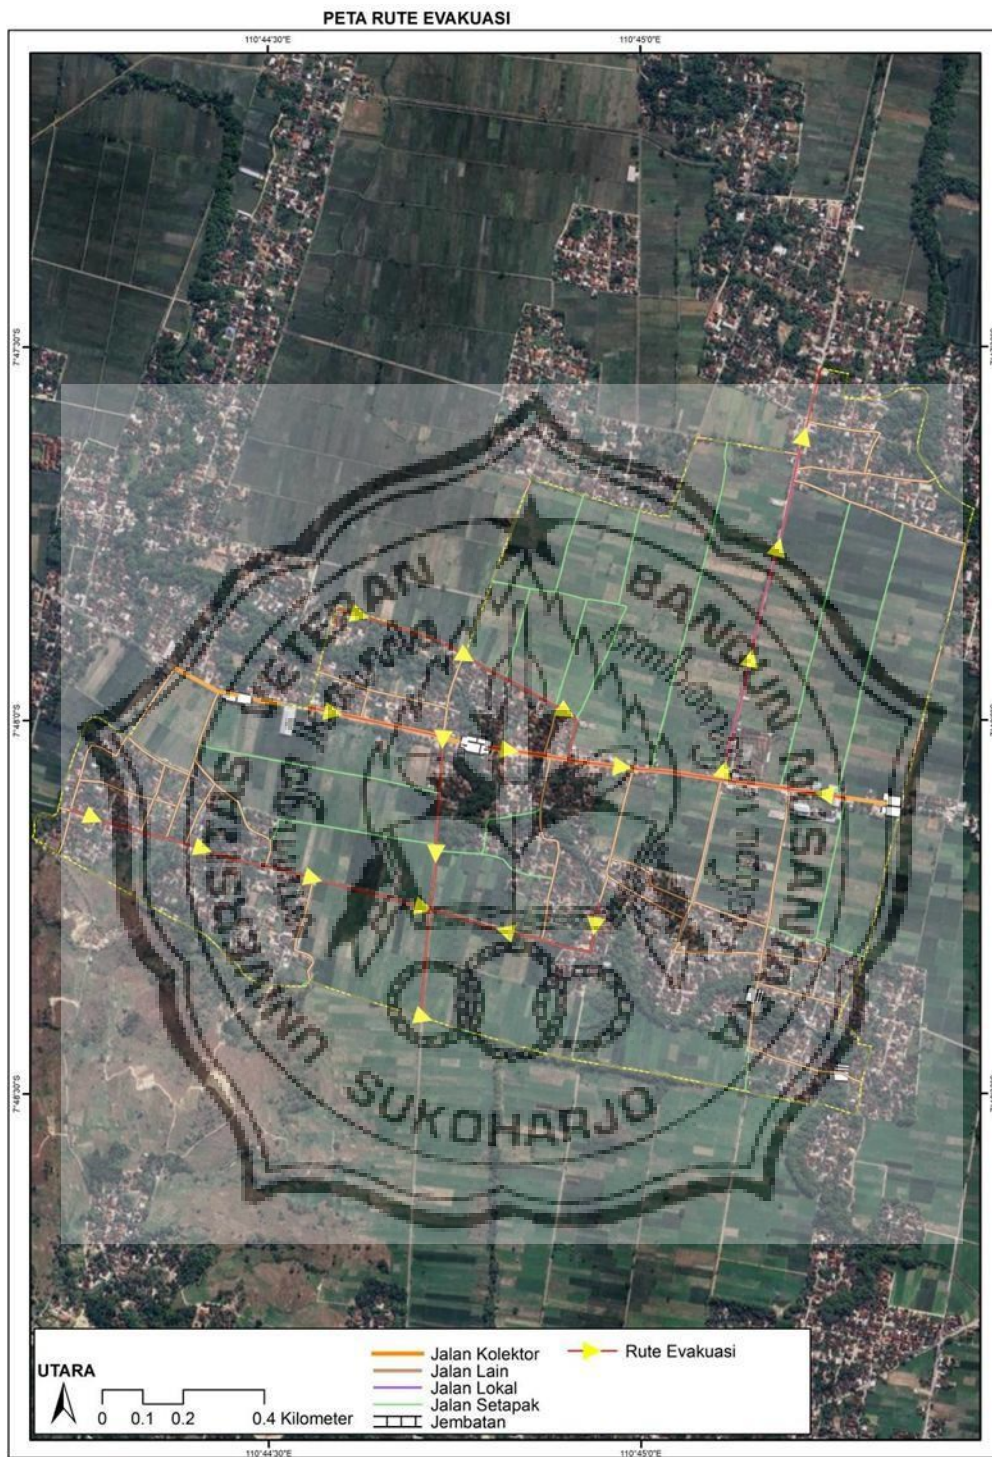 PETA RUTE EVAKUASI
110°44'30"E
110°45'0"E
7°47'30"S
7°48'0"S
7°48'30"S
UNIVERSITAS VETERAN BANGUN NUSANTARA
SUKOHARJO
UTARA
0 0.1 0.2 0.4 Kilometer
Jalan Kolektor
Jalan Lain
Jalan Lokal
Jalan Setapak
Jembatan
Rute Evakuasi
110°44'30"E
110°45'0"E